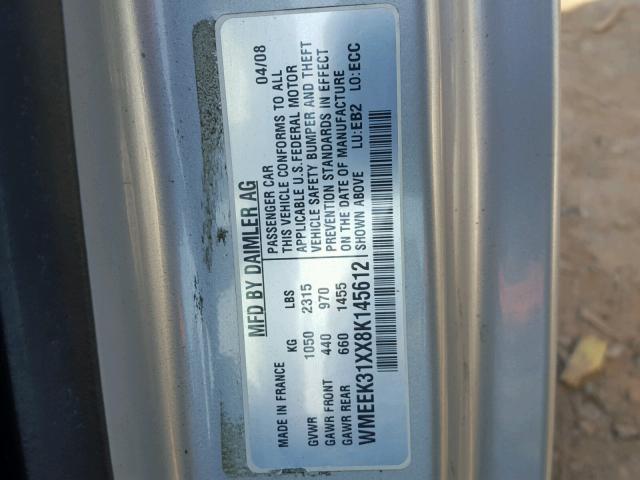 MFD BY DAIMLER AG
PASSENGER CAR 04/08
THIS VEHICLE CONFORMS TO ALL
APPLICABLE U.S.FEDERAL MOTOR
VEHICLE SAFETY BUMPER AND THEFT
PREVENTION STANDARDS IN EFFECT
ON THE DATE OF MANUFACTURE
SHOWN ABOVE LU:EB2 LO:ECC
MADE IN FRANCE KG LBS
GVWR 1050 2315
GAWR FRONT 440 970
GAWR REAR 660 1455
WMEEK31XX8K145612